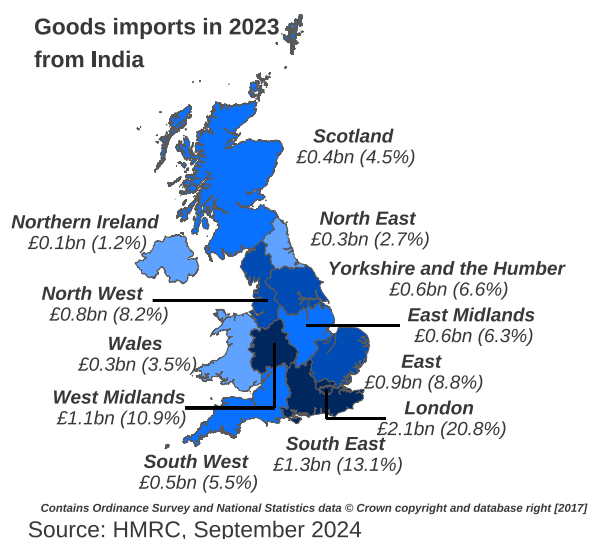 Goods imports in 2023
from India
Scotland
£0.4bn (4.5%)
Northern Ireland
£0.1bn (1.2%)
North East
£0.3bn (2.7%)
Yorkshire and the Humber
£0.6bn (6.6%)
North West
£0.8bn (8.2%)
East Midlands
£0.6bn (6.3%)
Wales
£0.3bn (3.5%)
East
£0.9bn (8.8%)
West Midlands
£1.1bn (10.9%)
London
£2.1bn (20.8%)
South East
£1.3bn (13.1%)
South West
£0.5bn (5.5%)
Contains Ordinance Survey and National Statistics data © Crown copyright and database right [2017]
Source: HMRC, September 2024